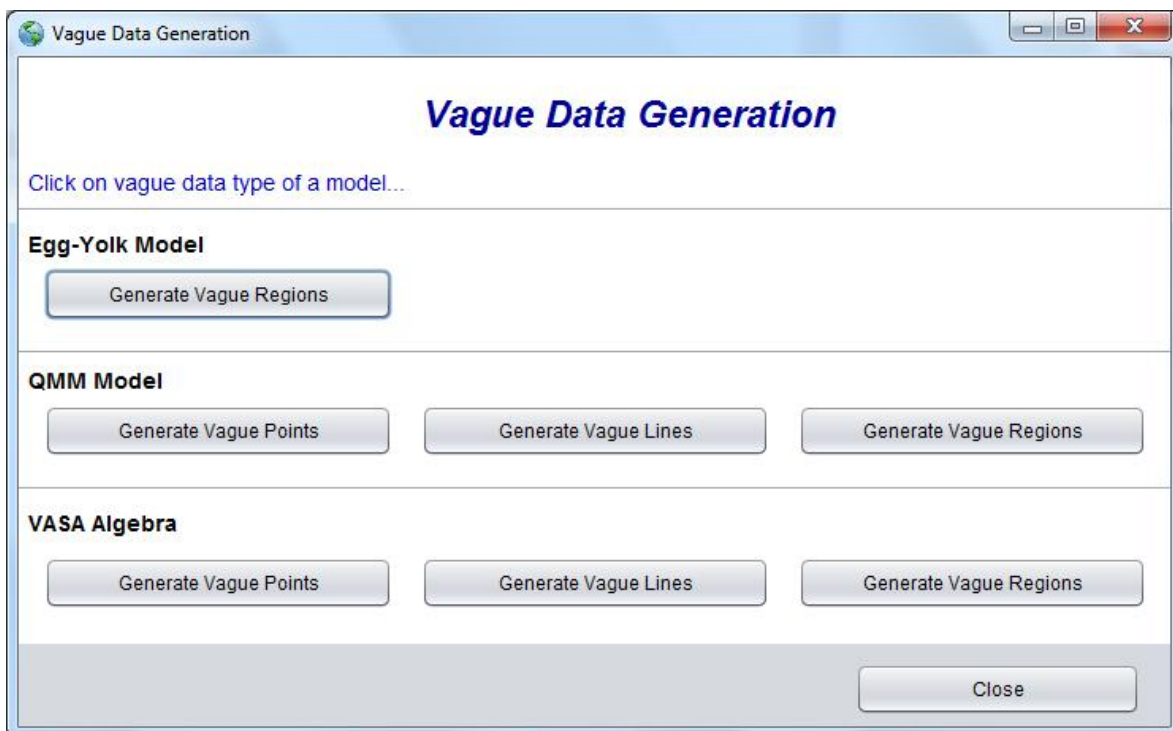 Vague Data Generation
Vague Data Generation
Click on vague data type of a model...
Egg-Yolk Model
Generate Vague Regions
QMM Model
Generate Vague Points Generate Vague Lines Generate Vague Regions
VASA Algebra
Generate Vague Points Generate Vague Lines Generate Vague Regions
Close